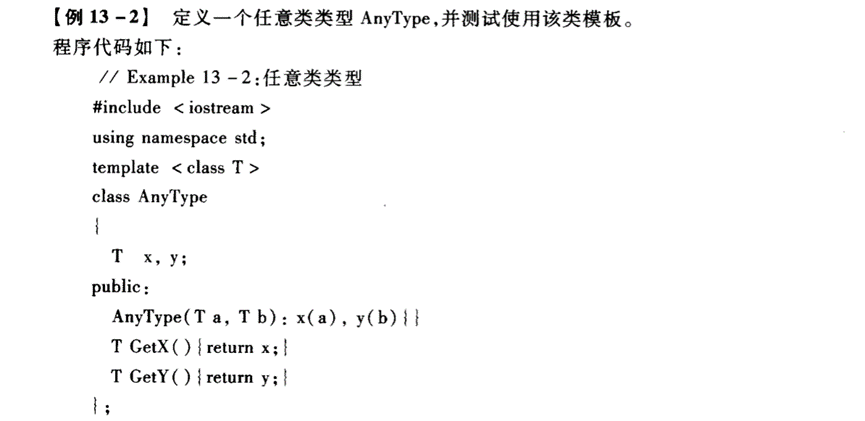 【例 13-2】 定义一个任意类类型 AnyType,并测试使用该类模板。
程序代码如下:
// Example 13-2:任意类类型
#include <iostream>
using namespace std;
template <class T>
class AnyType
{
T x, y;
public:
AnyType(T a, T b): x(a), y(b){}
T GetX(){return x;}
T GetY(){return y;}
};